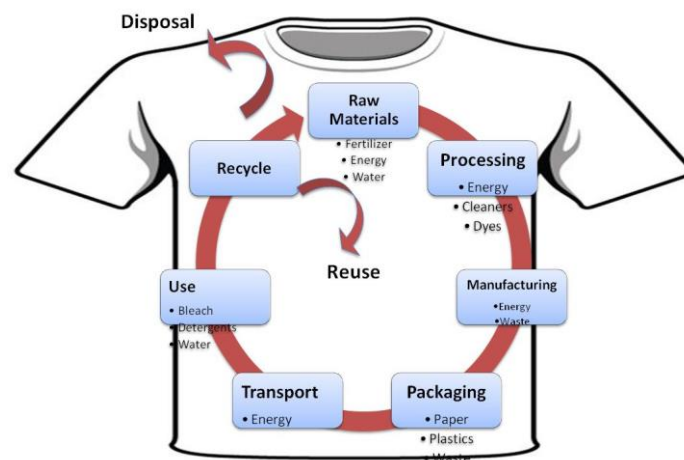 Disposal
Raw
Materials
• Fertilizer
• Energy
• Water
Processing
• Energy
• Cleaners
• Dyes
Manufacturing
• Energy
• Waste
Packaging
• Paper
• Plastics
• Waste
Transport
• Energy
Use
• Bleach
• Detergents
• Water
Recycle
Reuse